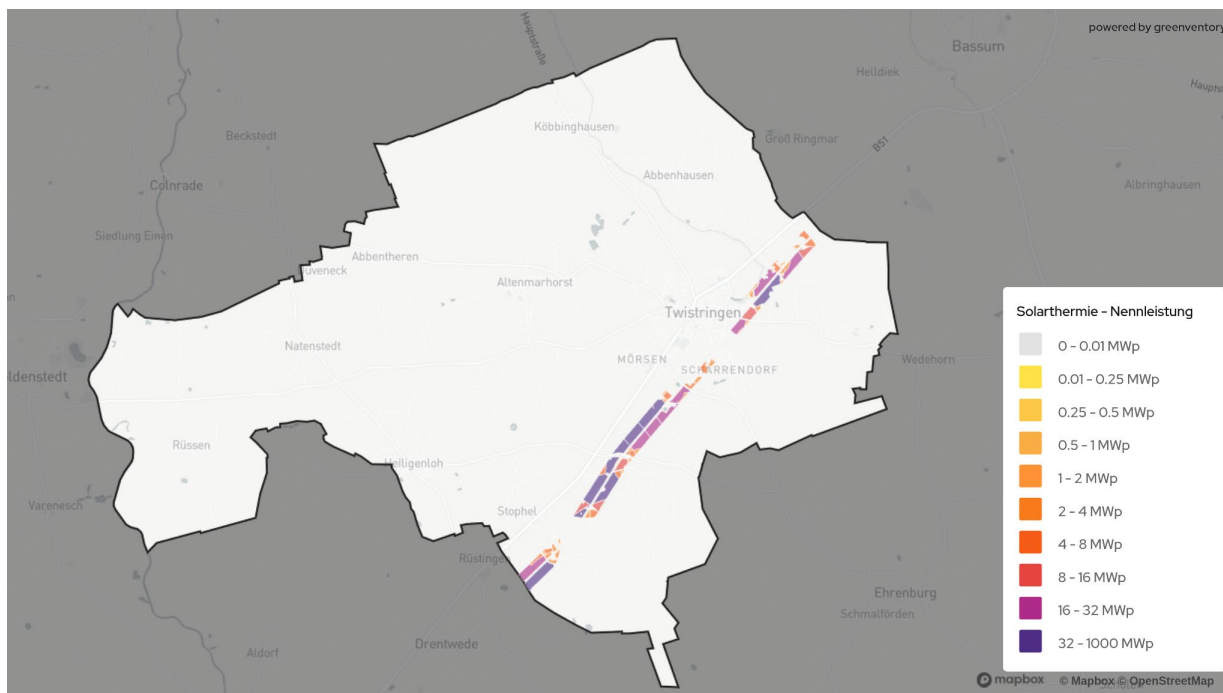 powered by greenventory
Hauptstraße
Bassum
Helldiek
Haupts
Köbbinghausen
Beckstedt
Groß Ringmar
B51
Abbenhausen
Colnrade
Albringhausen
Siedlung Einen
Abbentheren
Duveneck
Altenmarhorst
Twistringen
Solarthermie - Nennleistung
Natenstedt
MÖRSEN
SCHARRENDORF
Wedehorn
oldenstedt
0 - 0.01 MWp
0.01 - 0.25 MWp
0.25 - 0.5 MWp
0.5 - 1 MWp
1 - 2 MWp
2 - 4 MWp
4 - 8 MWp
8 - 16 MWp
16 - 32 MWp
32 - 1000 MWp
Rüssen
Heiligenloh
Varenesch
Stophel
Rüstingen
Ehrenburg
Schmalförden
Drentwede
Aldorf
mapbox
© Mapbox © OpenStreetMap